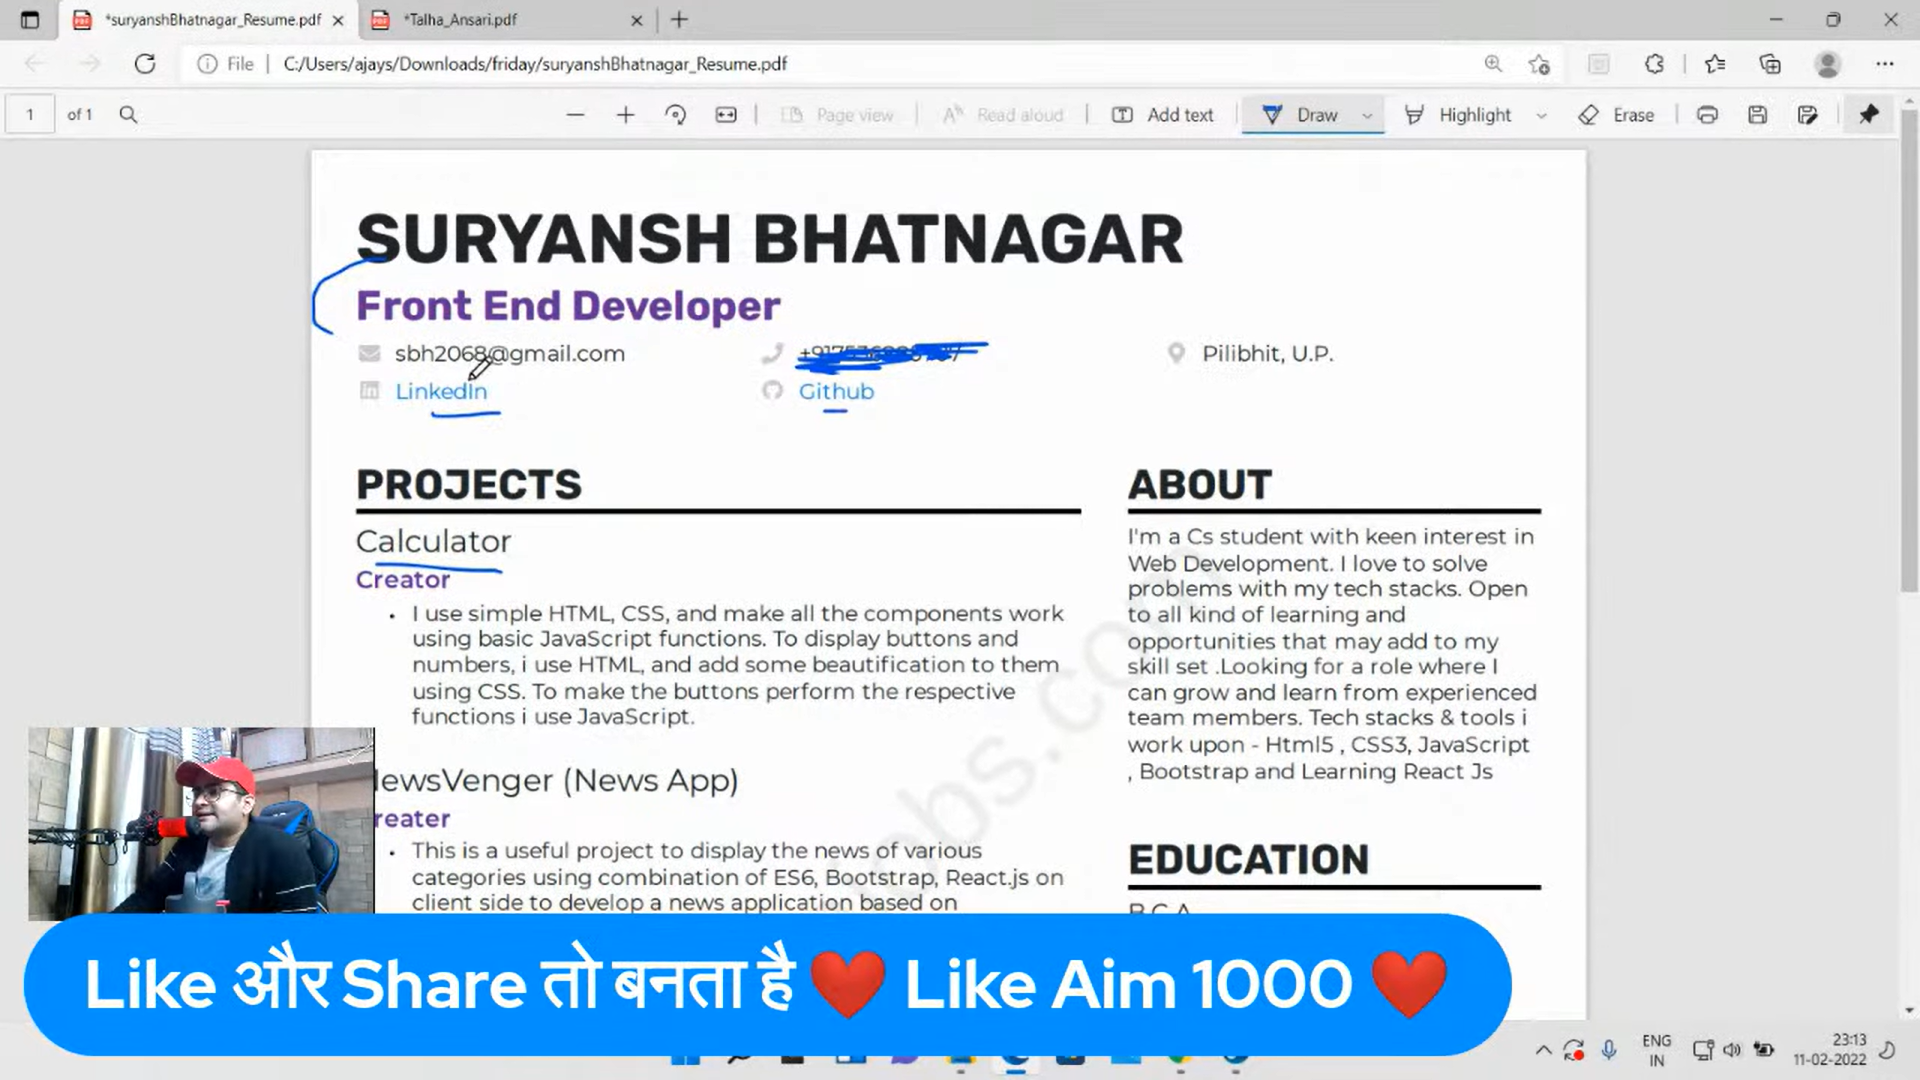 *suryanshBhatnagar_Resume.pdf
*Talha_Ansari.pdf
File
C:/Users/ajays/Downloads/friday/suryanshBhatnagar_Resume.pdf
1 of 1
Page view
Read aloud
Add text
Draw
Highlight
Erase
SURYANSH BHATNAGAR
Front End Developer
sbh2068@gmail.com
Pilibhit, U.P.
LinkedIn
Github
PROJECTS
Calculator
Creator
• I use simple HTML, CSS, and make all the components work
using basic JavaScript functions. To display buttons and
numbers, i use HTML, and add some beautification to them
using CSS. To make the buttons perform the respective
functions i use JavaScript.
NewsVenger (News App)
Creater
• This is a useful project to display the news of various
categories using combination of ES6, Bootstrap, React.js on
client side to develop a news application based on
ABOUT
I'm a Cs student with keen interest in
Web Development. I love to solve
problems with my tech stacks. Open
to all kind of learning and
opportunities that may add to my
skill set .Looking for a role where I
can grow and learn from experienced
team members. Tech stacks & tools i
work upon - Html5 , CSS3, JavaScript
, Bootstrap and Learning React Js
EDUCATION
B.C.A
Like और Share तो बनता है ❤️ Like Aim 1000 ❤️
ENG
IN
23:13
11-02-2022